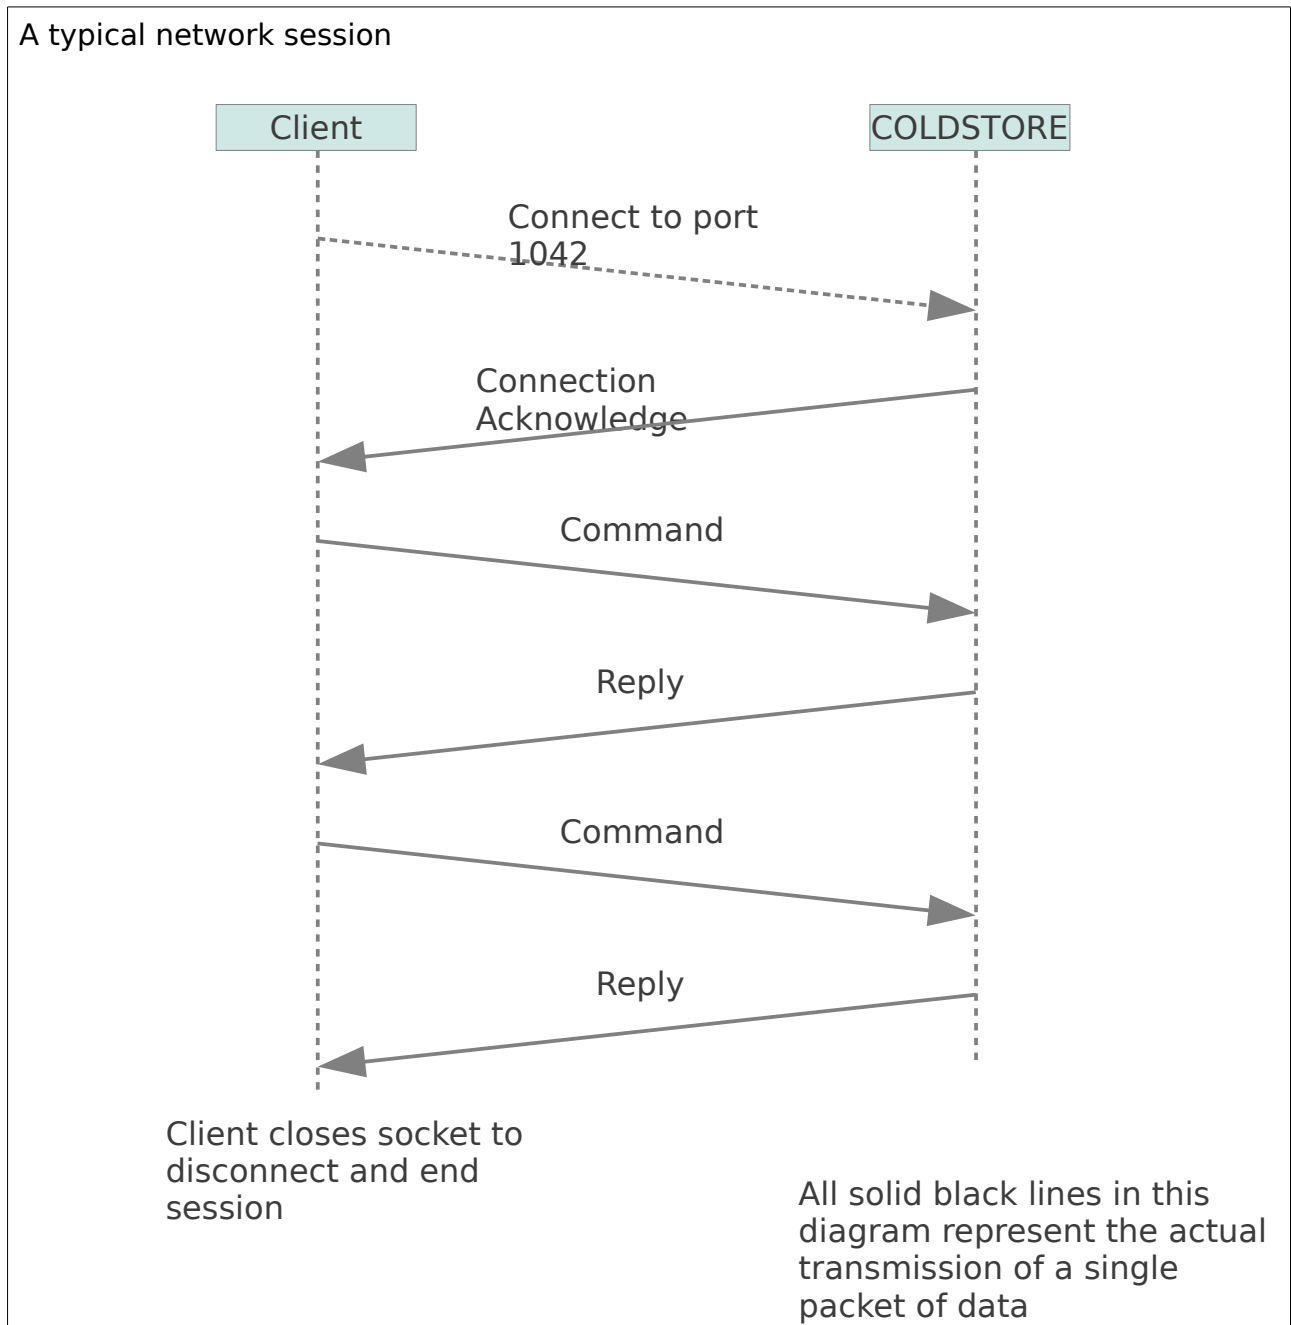 A typical network session
Client
COLDSTORE
Connect to port
1042
Connection
Acknowledge
Command
Reply
Command
Reply
Client closes socket to
disconnect and end
session
All solid black lines in this
diagram represent the actual
transmission of a single
packet of data